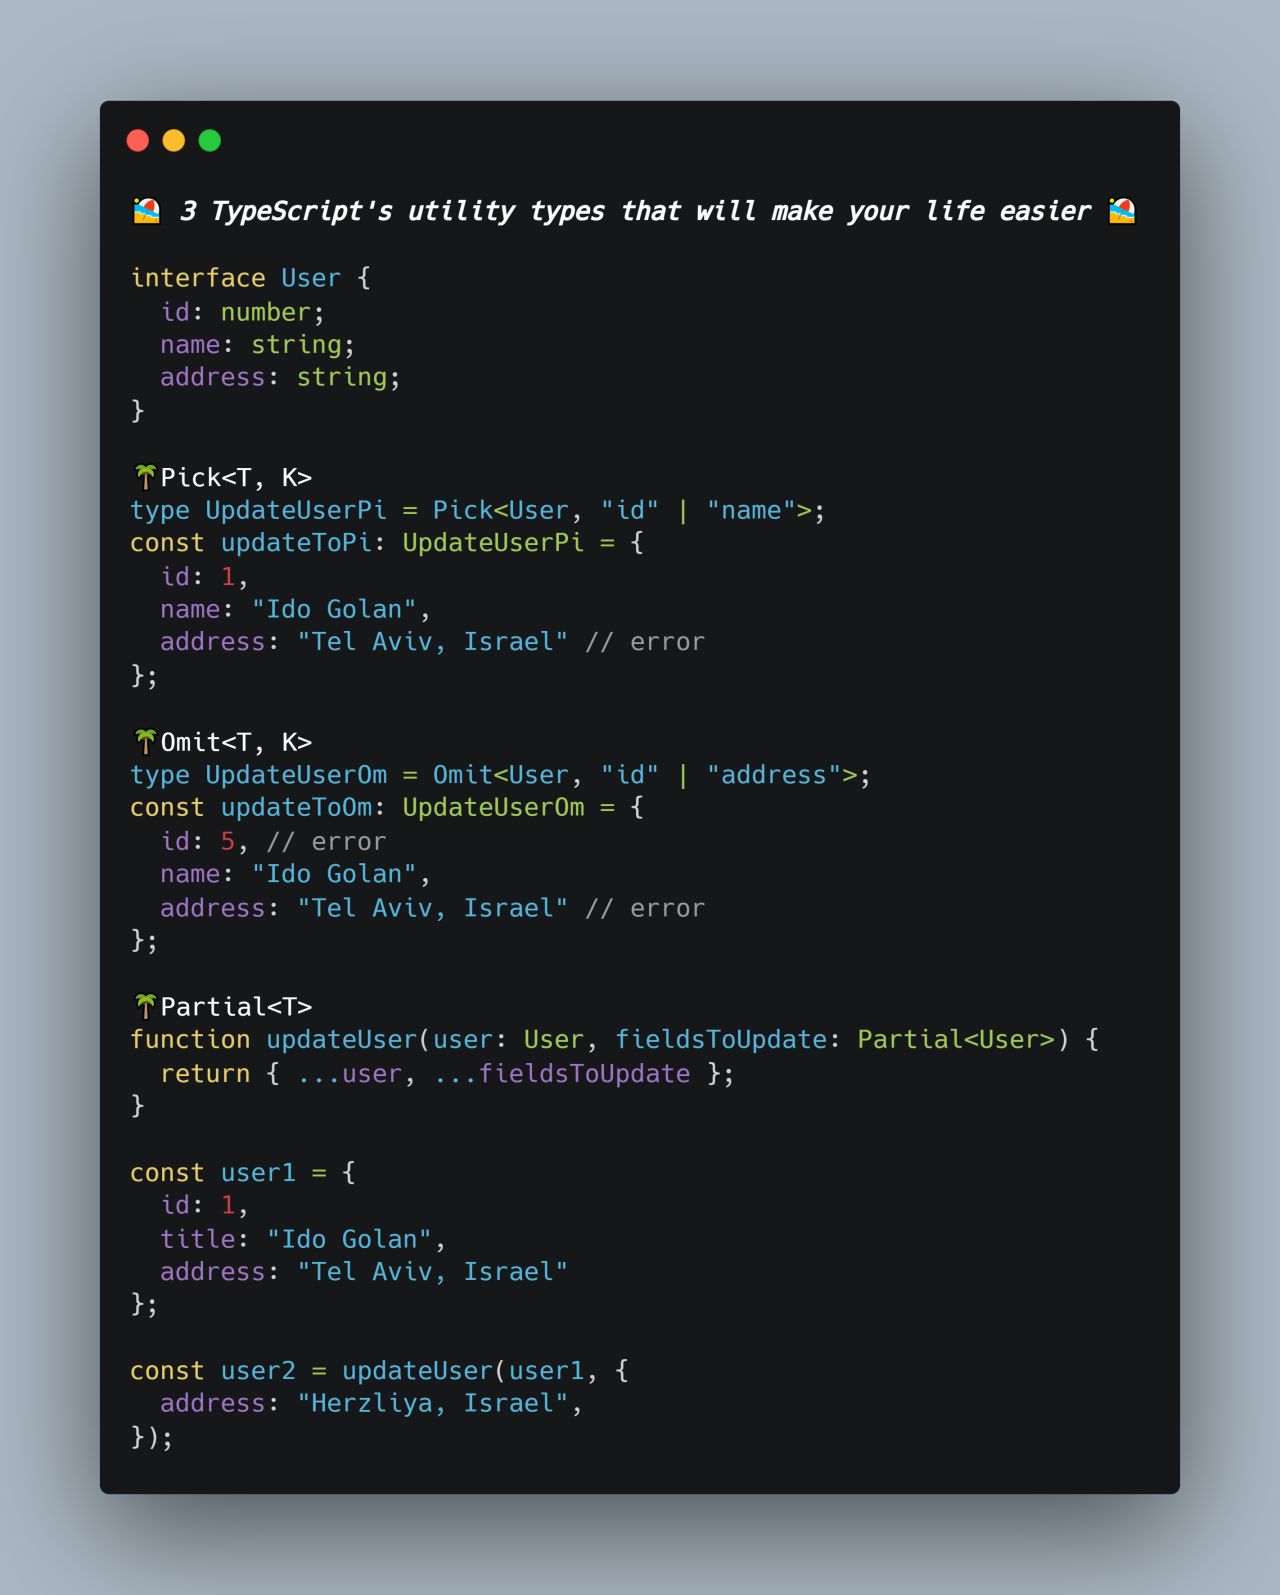 🏖 3 TypeScript's utility types that will make your life easier 🏖
interface User {
  id: number;
  name: string;
  address: string;
}
🌴Pick<T, K>
type UpdateUserPi = Pick<User, "id" | "name">;
const updateToPi: UpdateUserPi = {
  id: 1,
  name: "Ido Golan",
  address: "Tel Aviv, Israel" // error
};
🌴Omit<T, K>
type UpdateUserOm = Omit<User, "id" | "address">;
const updateToOm: UpdateUserOm = {
  id: 5, // error
  name: "Ido Golan",
  address: "Tel Aviv, Israel" // error
};
🌴Partial<T>
function updateUser(user: User, fieldsToUpdate: Partial<User>) {
  return { ...user, ...fieldsToUpdate };
}
const user1 = {
  id: 1,
  title: "Ido Golan",
  address: "Tel Aviv, Israel"
};
const user2 = updateUser(user1, {
  address: "Herzliya, Israel",
});